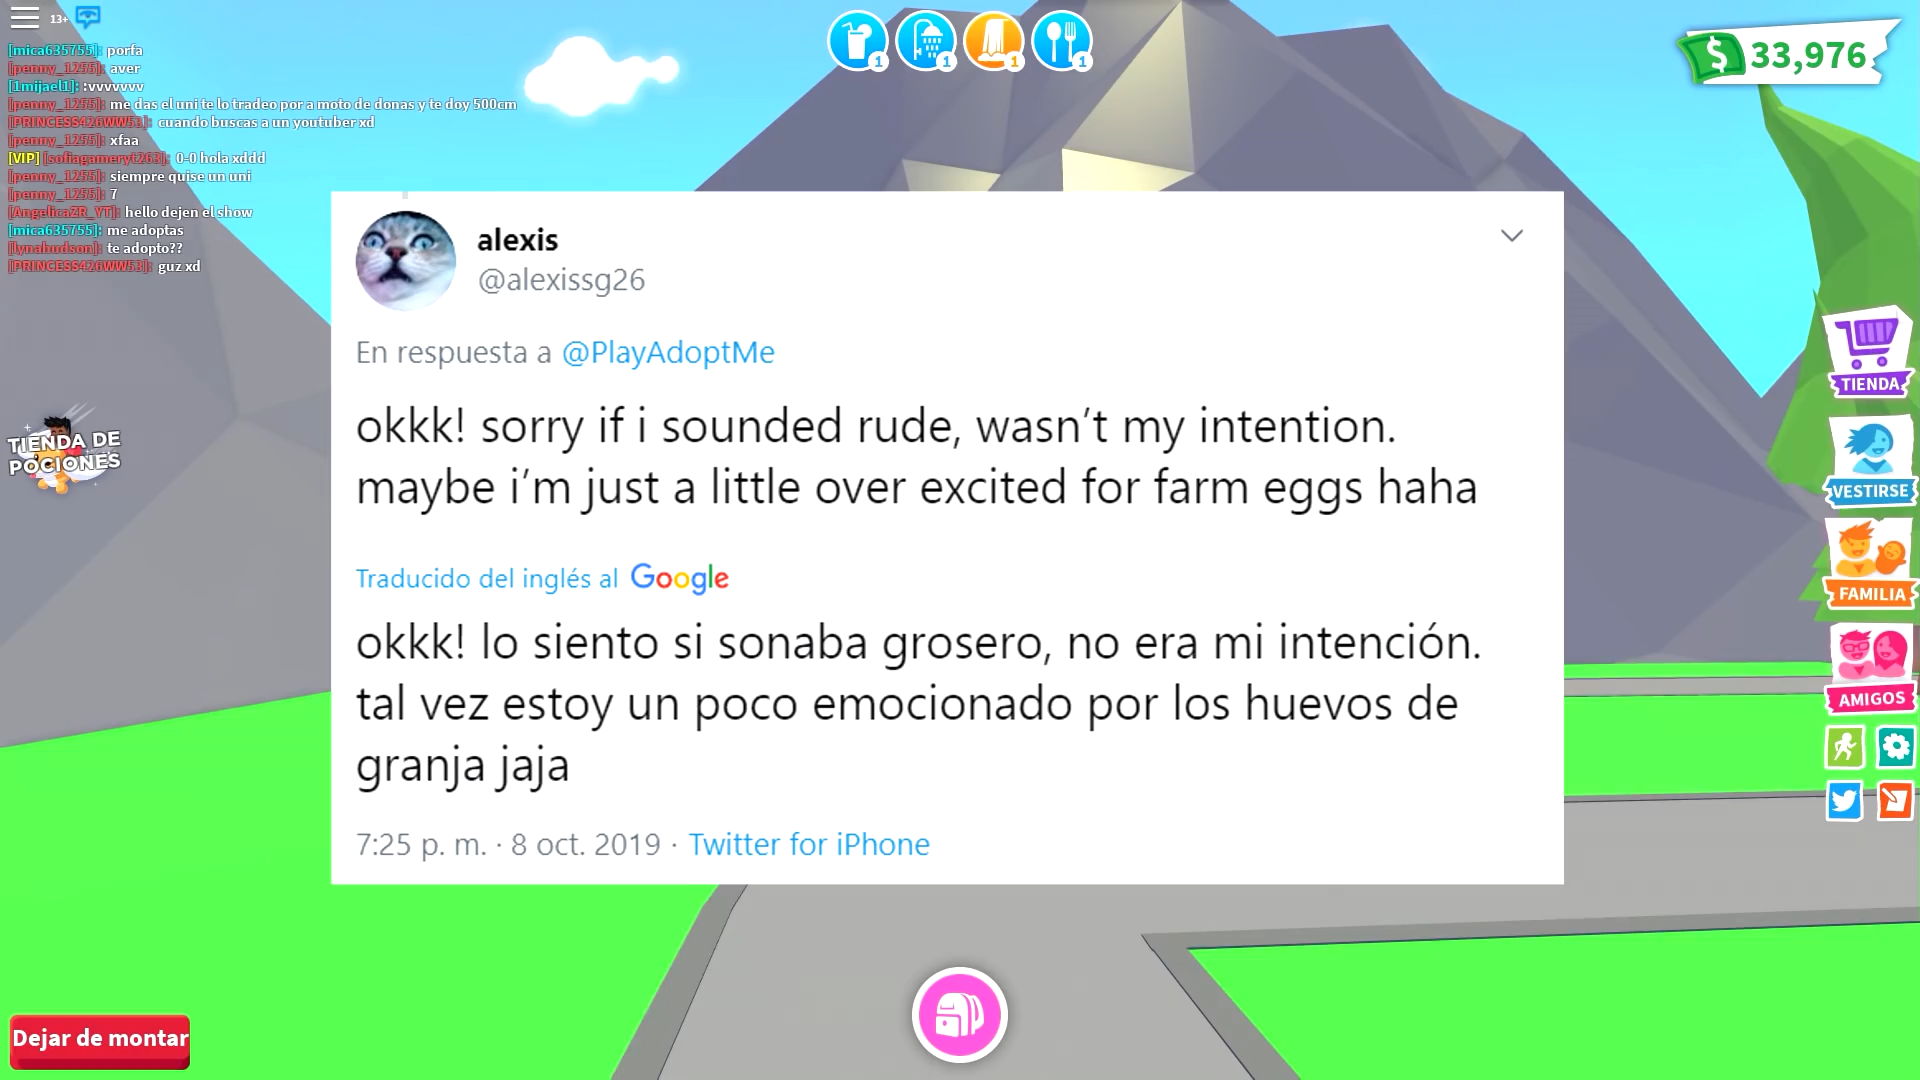 13+
[mica635755]: porfa
[penny_1255]: aver
[1mijael1]: :vvvvvvv
[penny_1255]: me das el uni te lo tradeo por a moto de donas y te doy 500cm
[PRINCESS426WW53]: cuando buscas a un youtuber xd
[penny_1255]: xfaa
[VIP] [sofiagameryt263]: 0-0 hola xddd
[penny_1255]: siempre quise un uni
[penny_1255]: 7
[AngelicaZR_YT]: hello dejen el show
[mica635755]: me adoptas
[lynahudson]: te adopto??
[PRINCESS426WW53]: guz xd
1
1
1
1
$ 33,976
alexis
@alexissg26
En respuesta a @PlayAdoptMe
okkk! sorry if i sounded rude, wasn’t my intention.
maybe i’m just a little over excited for farm eggs haha
Traducido del inglés al Google
okkk! lo siento si sonaba grosero, no era mi intención.
tal vez estoy un poco emocionado por los huevos de
granja jaja
7:25 p. m. · 8 oct. 2019 · Twitter for iPhone
TIENDA DE
POCIONES
TIENDA
VESTIRSE
FAMILIA
AMIGOS
Dejar de montar